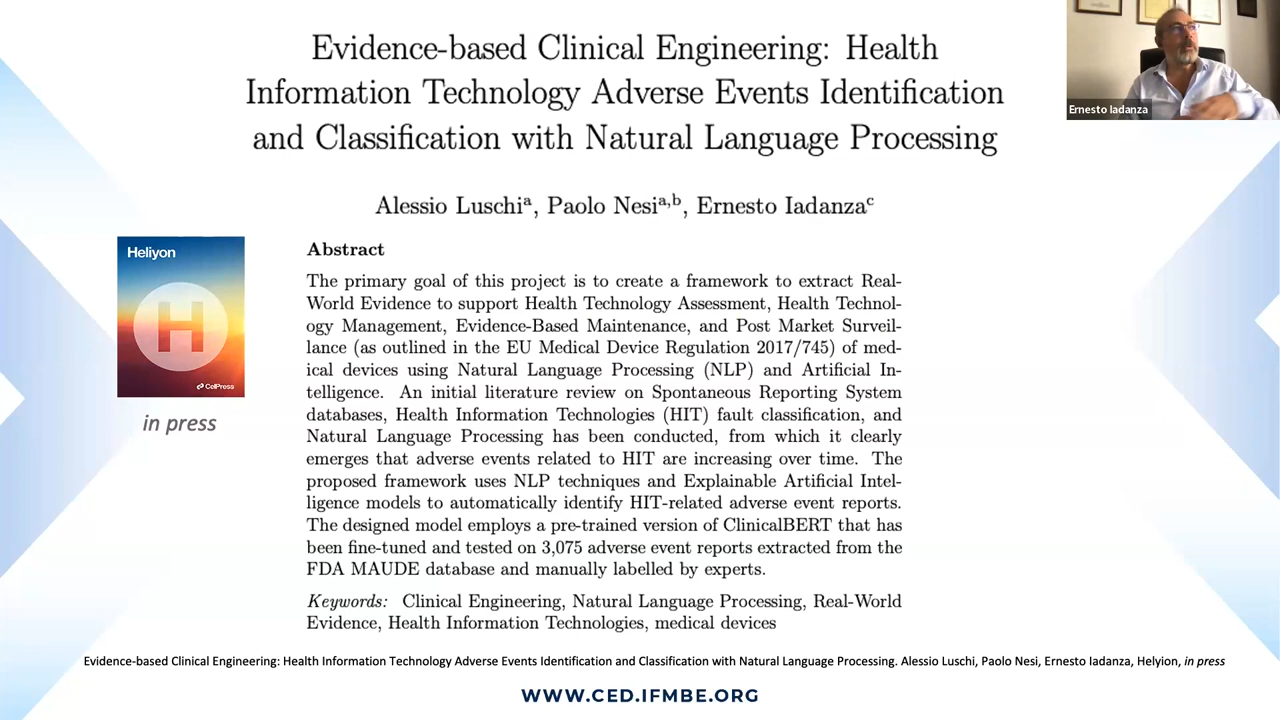 Evidence-based Clinical Engineering: Health
Information Technology Adverse Events Identification
and Classification with Natural Language Processing
Ernesto Iadanza
Alessio Luschiᵃ, Paolo Nesiᵃ,ᵇ, Ernesto Iadanzaᶜ
Heliyon
H
CelPress
in press
Abstract
The primary goal of this project is to create a framework to extract Real-
World Evidence to support Health Technology Assessment, Health Technol-
ogy Management, Evidence-Based Maintenance, and Post Market Surveil-
lance (as outlined in the EU Medical Device Regulation 2017/745) of med-
ical devices using Natural Language Processing (NLP) and Artificial In-
telligence. An initial literature review on Spontaneous Reporting System
databases, Health Information Technologies (HIT) fault classification, and
Natural Language Processing has been conducted, from which it clearly
emerges that adverse events related to HIT are increasing over time. The
proposed framework uses NLP techniques and Explainable Artificial Intel-
ligence models to automatically identify HIT-related adverse event reports.
The designed model employs a pre-trained version of ClinicalBERT that has
been fine-tuned and tested on 3,075 adverse event reports extracted from the
FDA MAUDE database and manually labelled by experts.
Keywords: Clinical Engineering, Natural Language Processing, Real-World
Evidence, Health Information Technologies, medical devices
Evidence-based Clinical Engineering: Health Information Technology Adverse Events Identification and Classification with Natural Language Processing. Alessio Luschi, Paolo Nesi, Ernesto Iadanza, Helyion, in press
WWW.CED.IFMBE.ORG